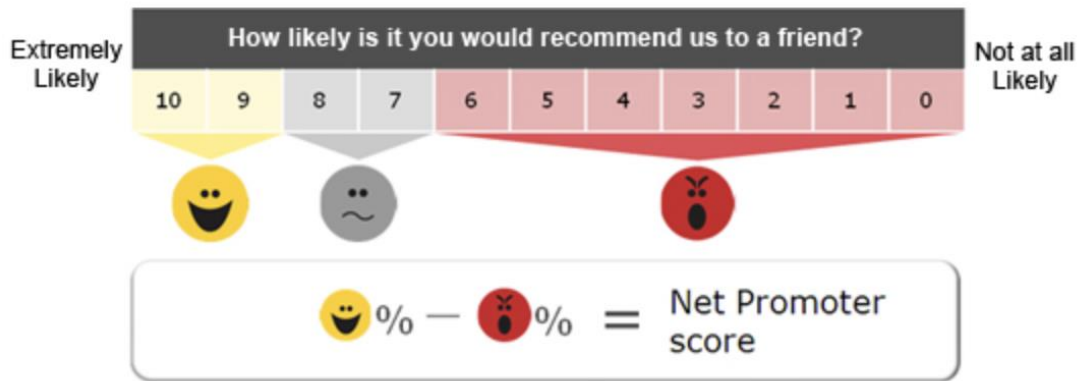 How likely is it you would recommend us to a friend?
Extremely
Likely
Not at all
Likely
10 9 8 7 6 5 4 3 2 1 0
% — % = Net Promoter
score